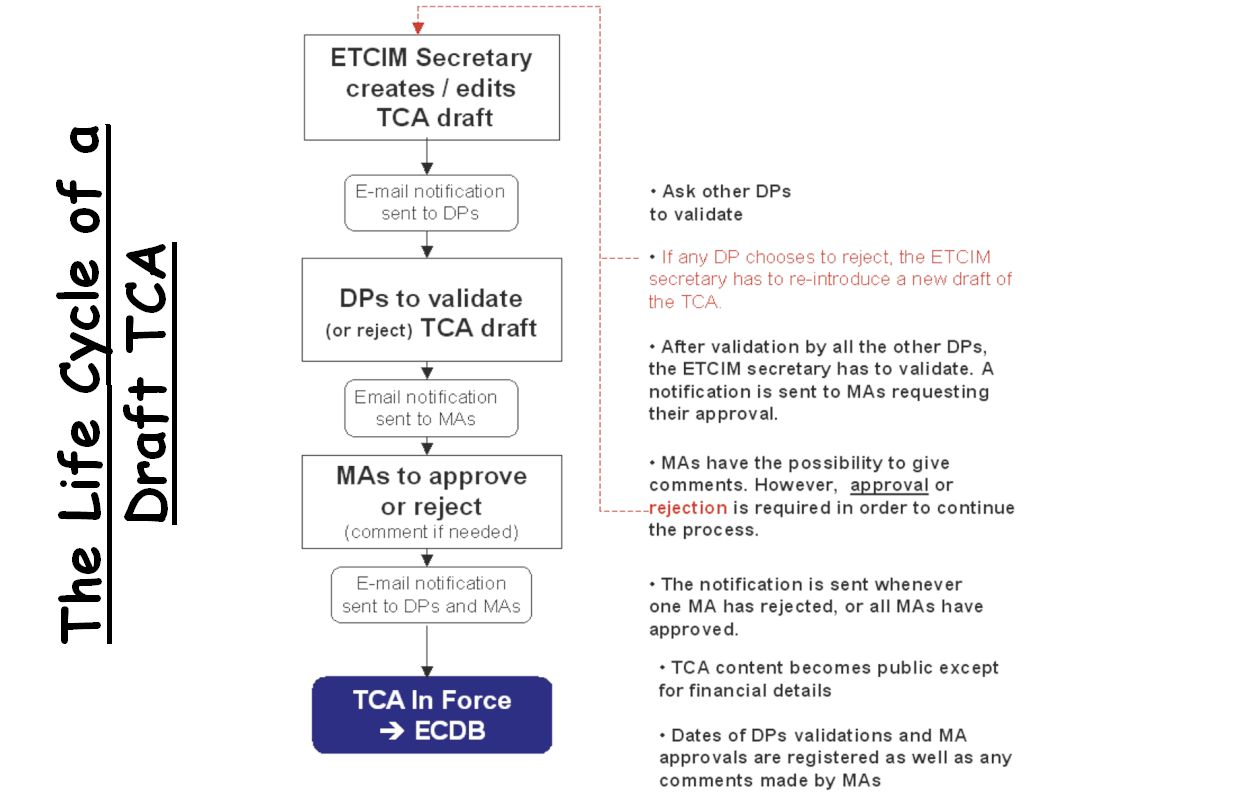 The Life Cycle of a
Draft TCA
ETCIM Secretary
creates / edits
TCA draft
E-mail notification
sent to DPs
DPs to validate
(or reject) TCA draft
Email notification
sent to MAs
MAs to approve
or reject
(comment if needed)
E-mail notification
sent to DPs and MAs
TCA In Force
➔ ECDB
• Ask other DPs
to validate
• If any DP chooses to reject, the ETCIM
secretary has to re-introduce a new draft of
the TCA.
• After validation by all the other DPs,
the ETCIM secretary has to validate. A
notification is sent to MAs requesting
their approval.
• MAs have the possibility to give
comments. However, approval or
rejection is required in order to continue
the process.
• The notification is sent whenever
one MA has rejected, or all MAs have
approved.
• TCA content becomes public except
for financial details
• Dates of DPs validations and MA
approvals are registered as well as any
comments made by MAs